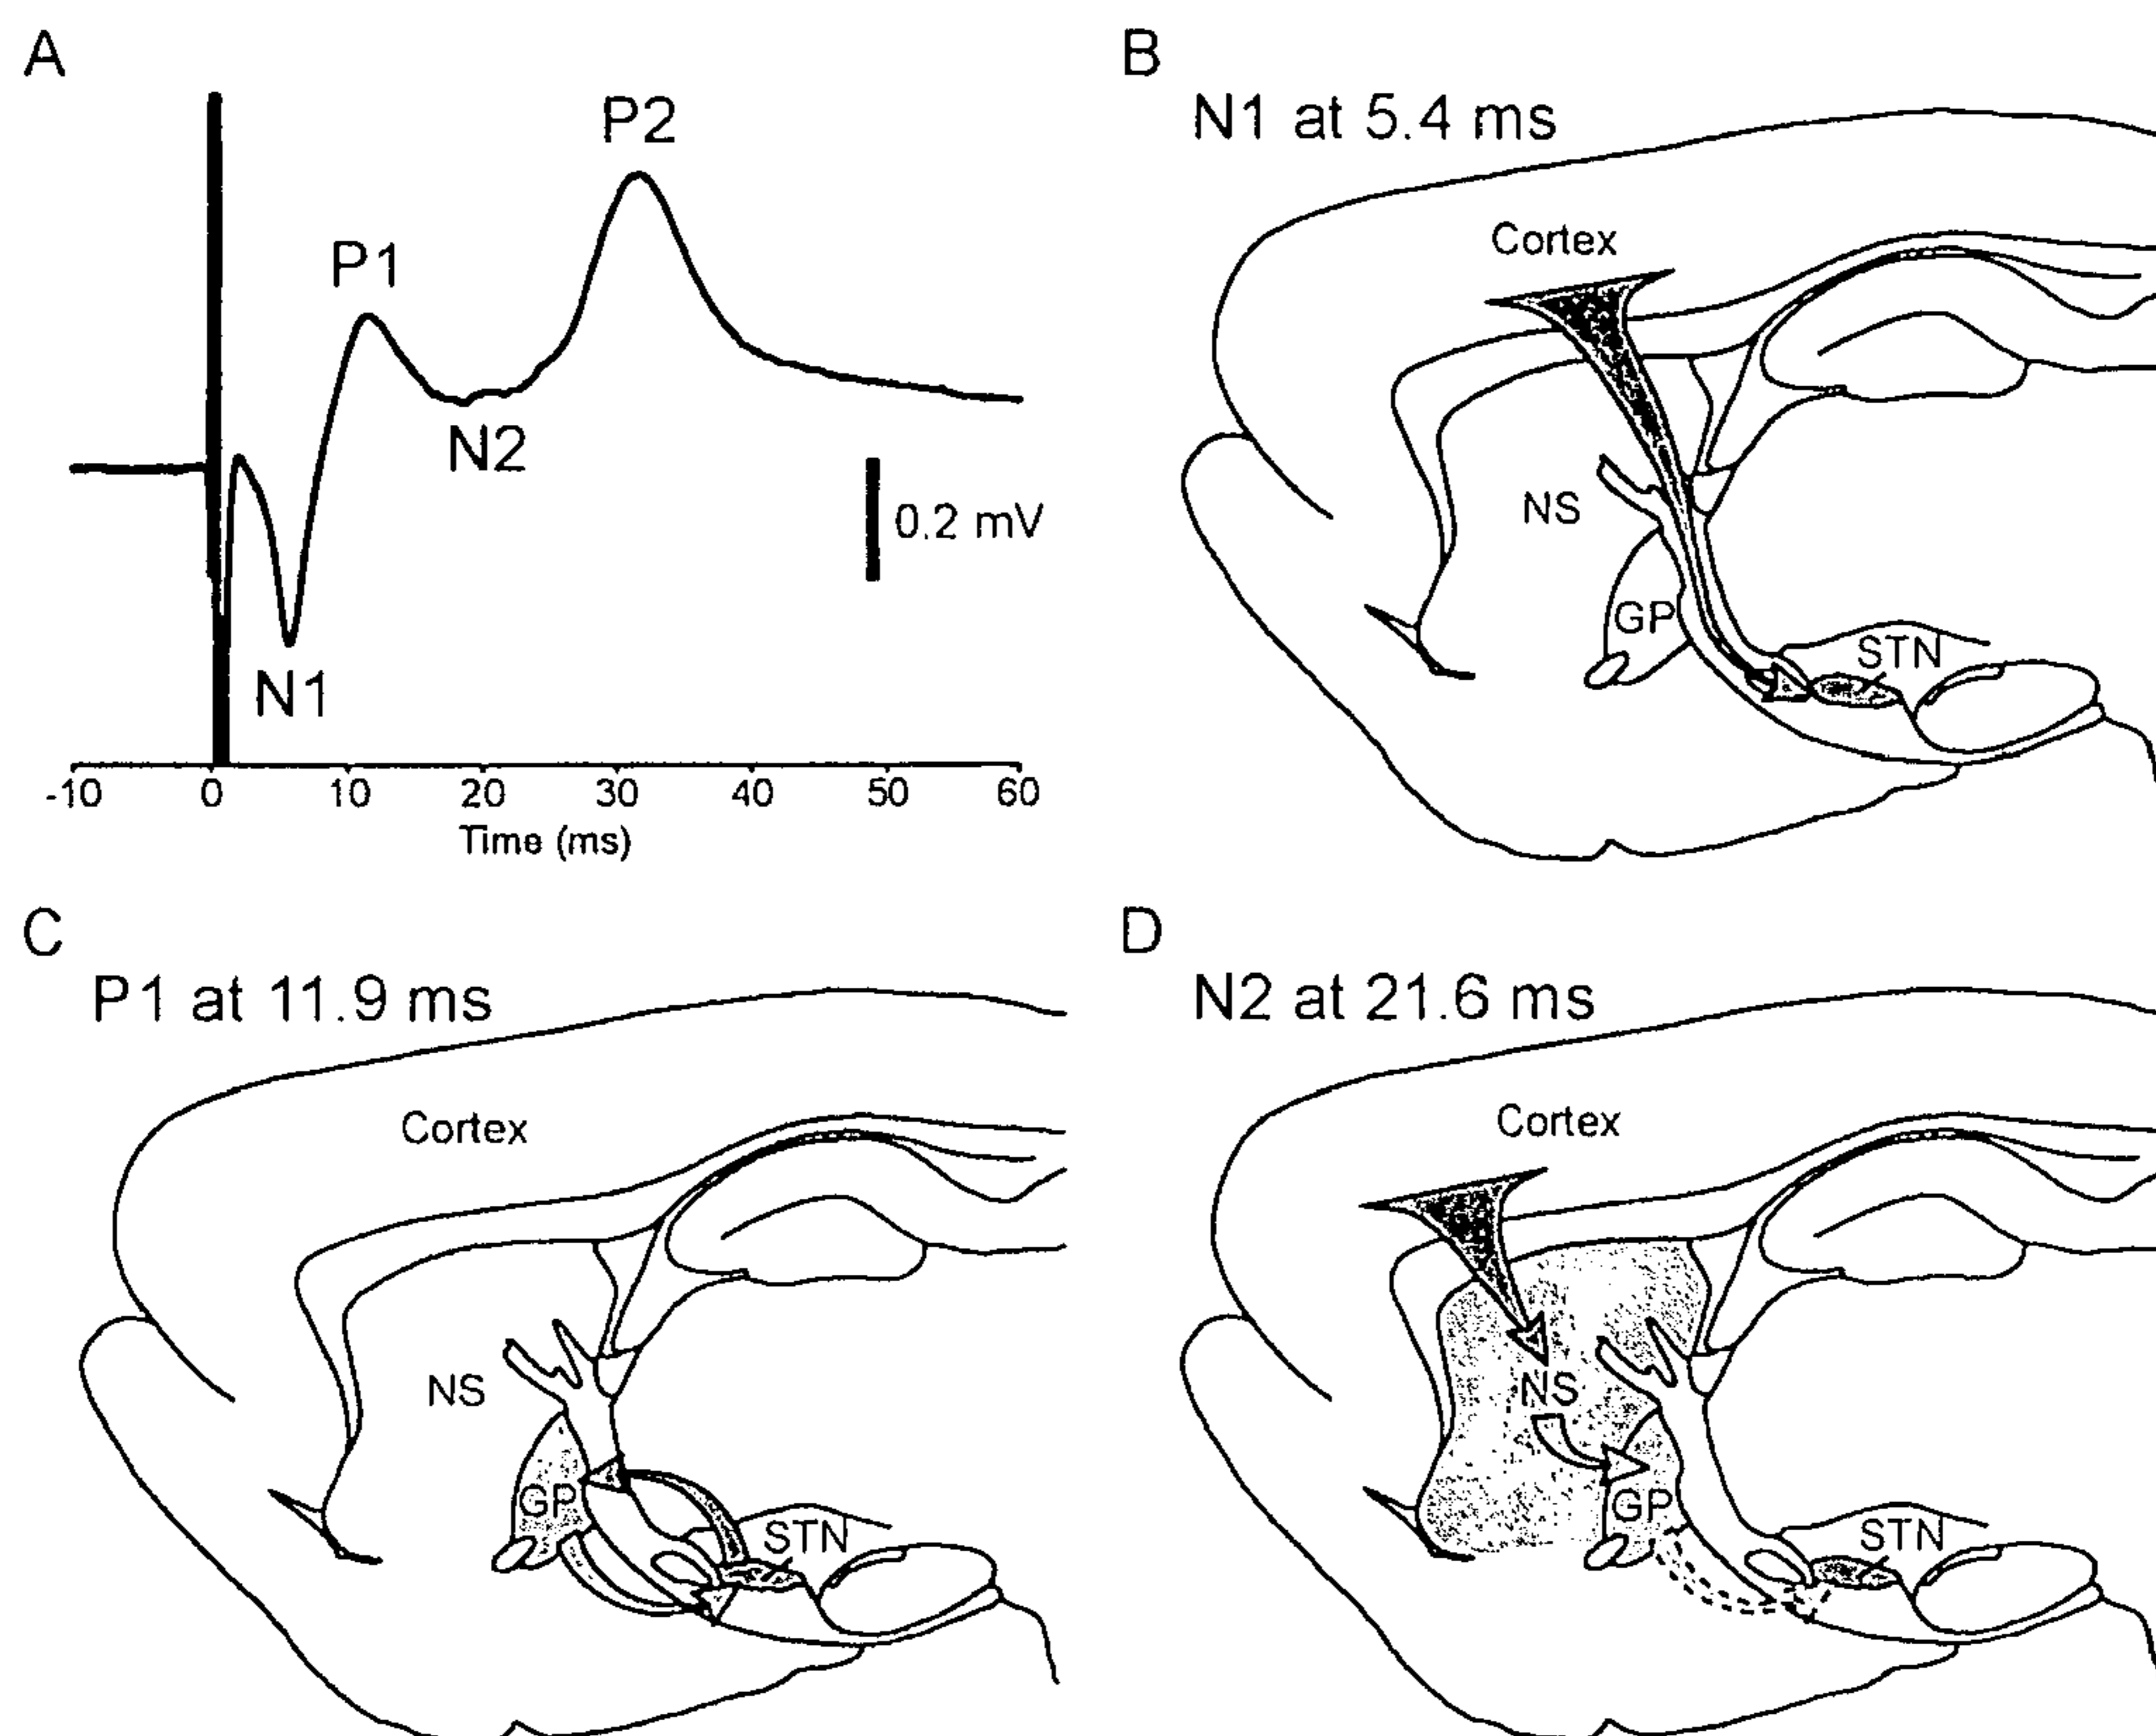 A
P2
P1
N2
0.2 mV
N1
-10 0 10 20 30 40 50 60
Time (ms)
B
N1 at 5.4 ms
Cortex
NS
GP
STN
C
P1 at 11.9 ms
Cortex
NS
GP
STN
D
N2 at 21.6 ms
Cortex
NS
GP
STN